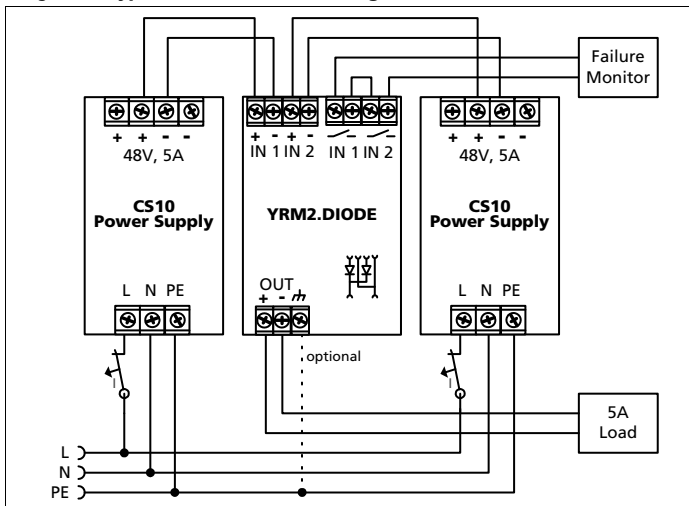 Failure
Monitor
+ + - -
48V, 5A
CS10
Power Supply
L N PE
+ - + -
IN 1 IN 2 IN 1 IN 2
YRM2.DIODE
OUT
+ -
optional
+ + - -
48V, 5A
CS10
Power Supply
L N PE
I
I
5A
Load
L
N
PE